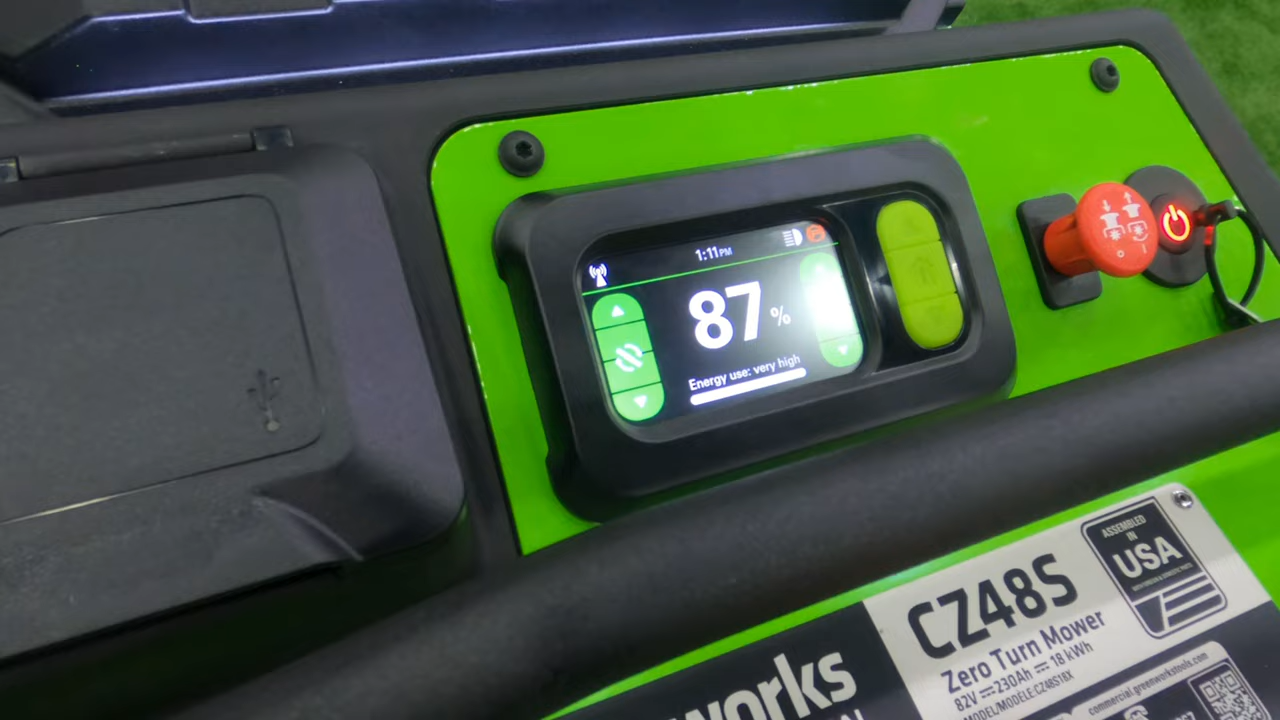 1:11PM
87%
Energy use: very high
ASSEMBLED
IN
USA
CZ48S
Zero Turn Mower
82V ⎓ 230Ah ⎓ 18 kWh
MODEL/MODÈLE:CZ48S18X
works
commercial.greenworkstools.com